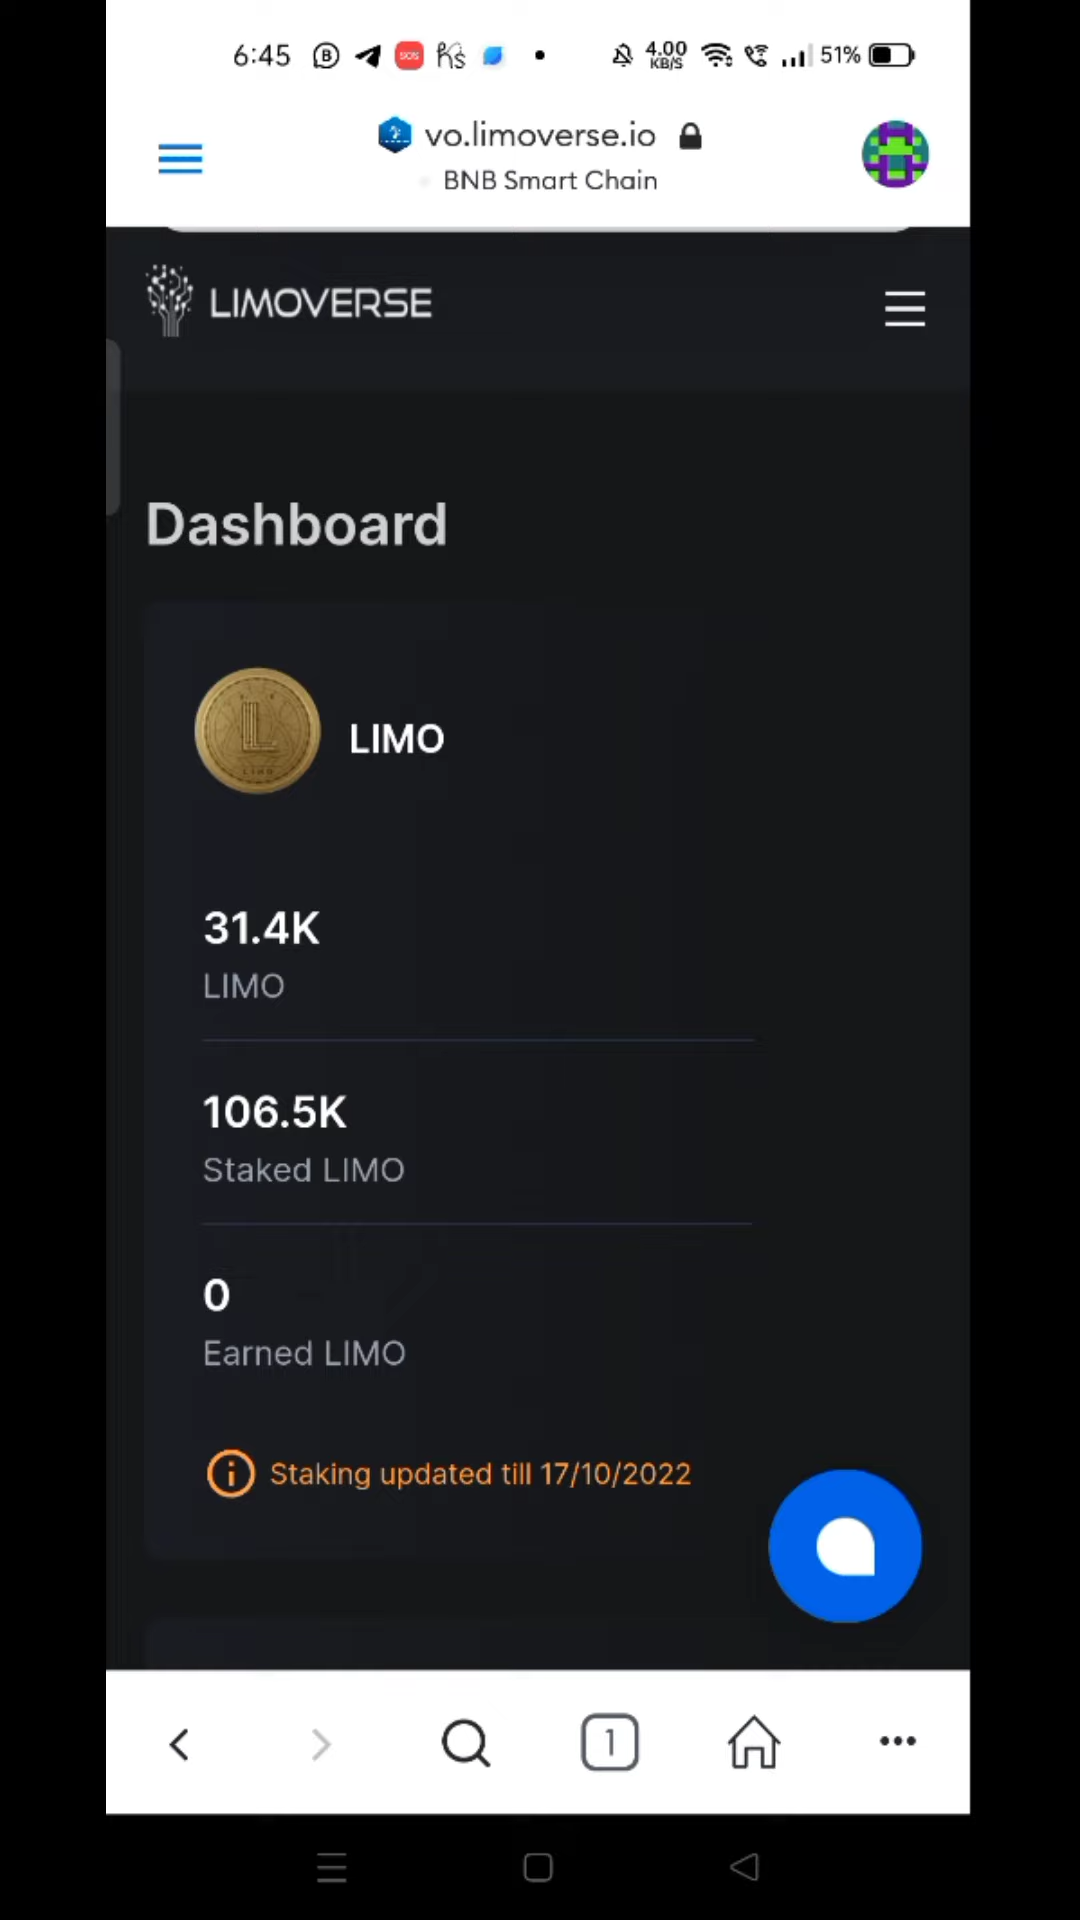 6:45 B SOS 4.00 KB/S 51%
vo.limoverse.io
BNB Smart Chain
LIMOVERSE
Dashboard
LIMO
31.4K
LIMO
106.5K
Staked LIMO
0
Earned LIMO
Staking updated till 17/10/2022
1